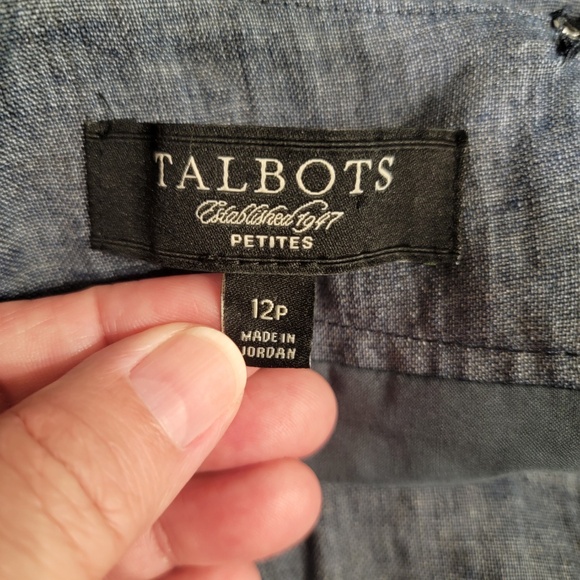 TALBOTS
Established 1947
PETITES
12P
MADE IN
JORDAN